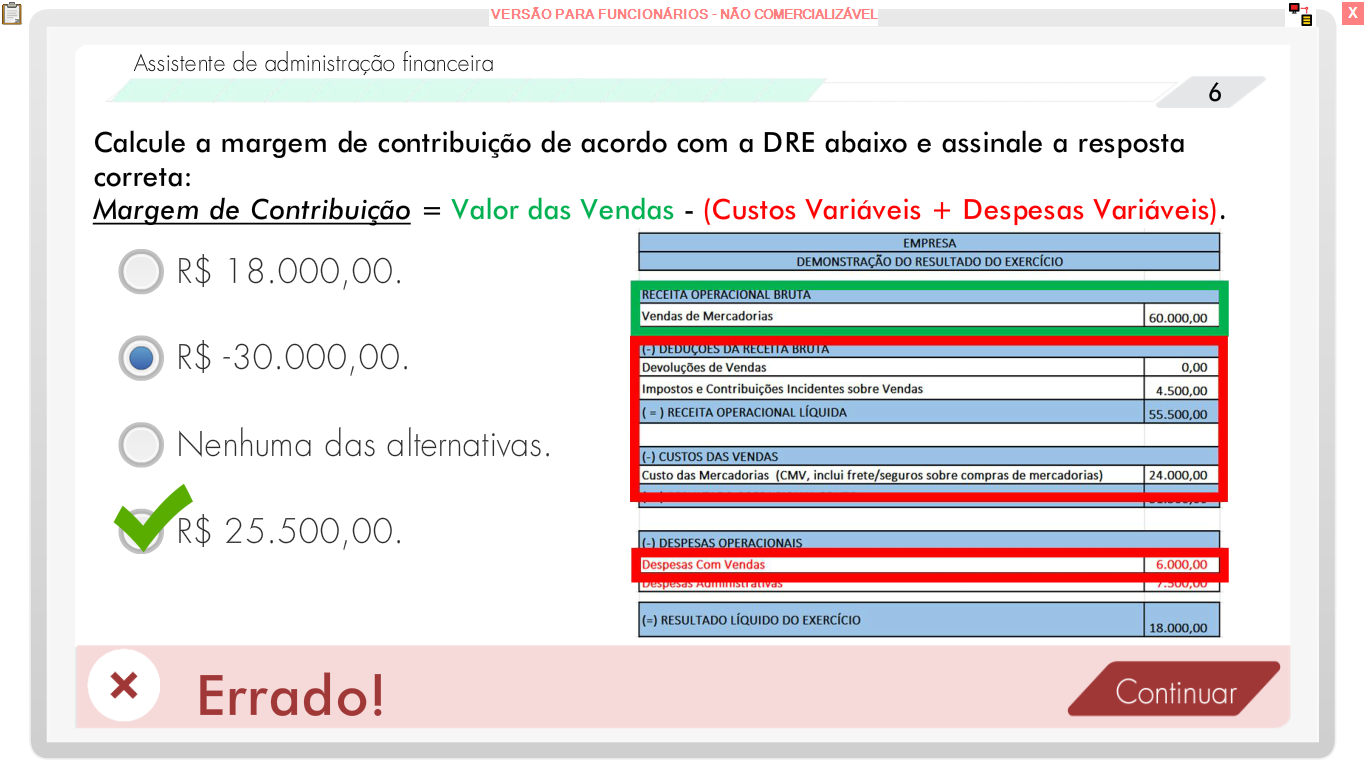 VERSÃO PARA FUNCIONÁRIOS - NÃO COMERCIALIZÁVEL
X
Assistente de administração financeira
6
Calcule a margem de contribuição de acordo com a DRE abaixo e assinale a resposta
correta:
Margem de Contribuição = Valor das Vendas - (Custos Variáveis + Despesas Variáveis).
R$ 18.000,00.
R$ -30.000,00.
Nenhuma das alternativas.
R$ 25.500,00.
EMPRESA
DEMONSTRAÇÃO DO RESULTADO DO EXERCÍCIO
RECEITA OPERACIONAL BRUTA
Vendas de Mercadorias 60.000,00
(-) DEDUÇÕES DA RECEITA BRUTA
Devoluções de Vendas 0,00
Impostos e Contribuições Incidentes sobre Vendas 4.500,00
( = ) RECEITA OPERACIONAL LÍQUIDA 55.500,00
(-) CUSTOS DAS VENDAS
Custo das Mercadorias (CMV, inclui frete/seguros sobre compras de mercadorias) 24.000,00
(-) DESPESAS OPERACIONAIS
Despesas Com Vendas 6.000,00
Despesas Administrativas 7.500,00
(=) RESULTADO LÍQUIDO DO EXERCÍCIO 18.000,00
Errado!
Continuar